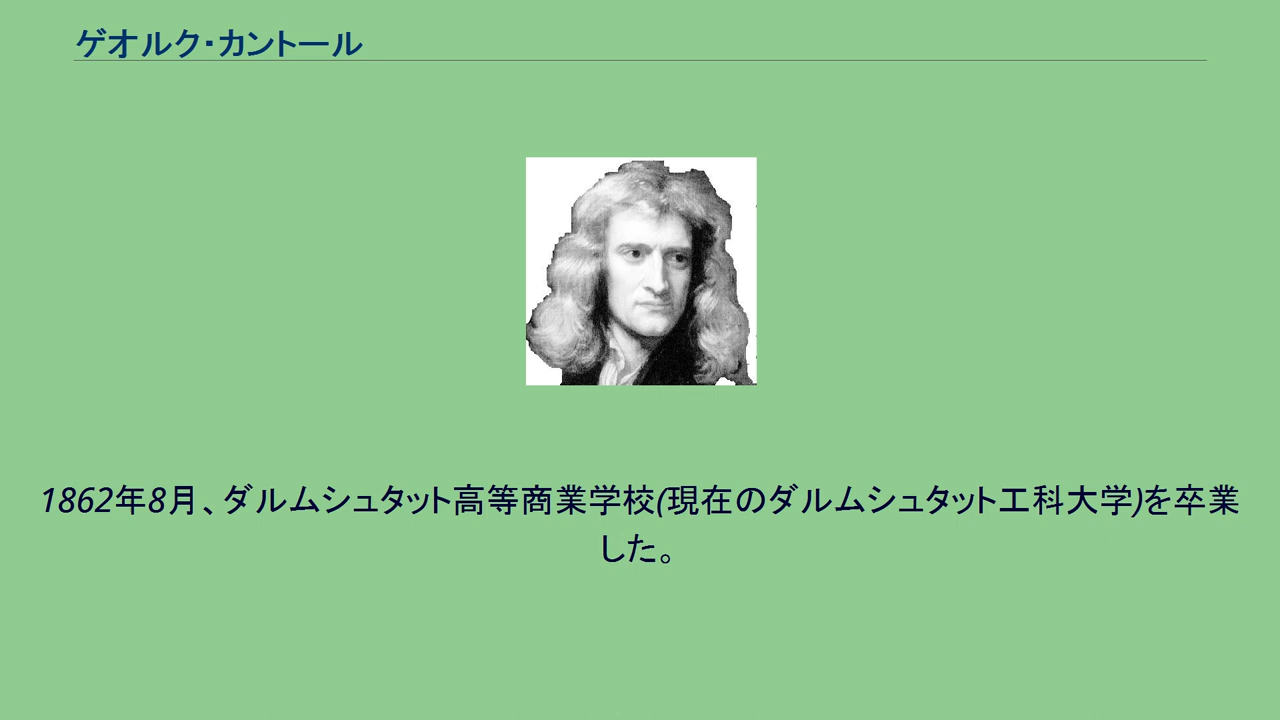 ゲオルク・カントール
1862年8月、ダルムシュタット高等商業学校(現在のダルムシュタット工科大学)を卒業
した。